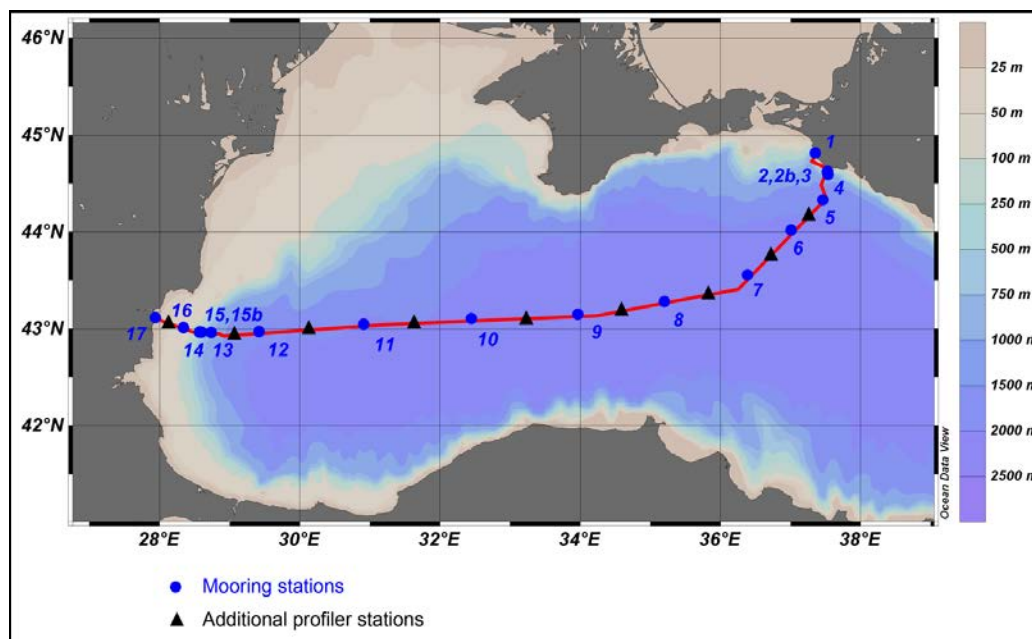 46°N
45°N
44°N
43°N
42°N
28°E
30°E
32°E
34°E
36°E
38°E
1
2,2b,3
4
5
6
7
8
9
10
11
12
13
14
15,15b
16
17
25 m
50 m
100 m
250 m
500 m
750 m
1000 m
1500 m
2000 m
2500 m
Ocean Data View
Mooring stations
Additional profiler stations